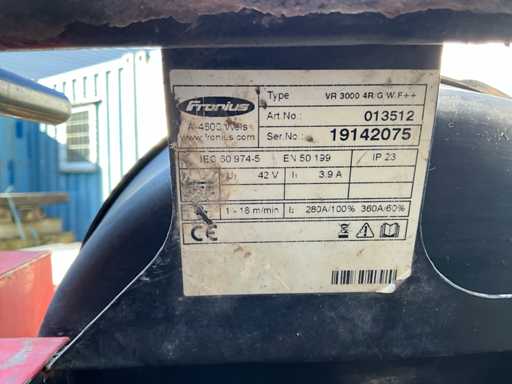 Fronius
A-4600 Wels
www.fronius.com
Type VR 3000 4R/G W F++
Art.No.: 013512
Ser.No.: 19142075
IEC 60 974-5 EN 50 199 IP 23
U1 42 V I1 3.9 A
1 - 18 m/min I2 280A/100% 360A/60%
CE